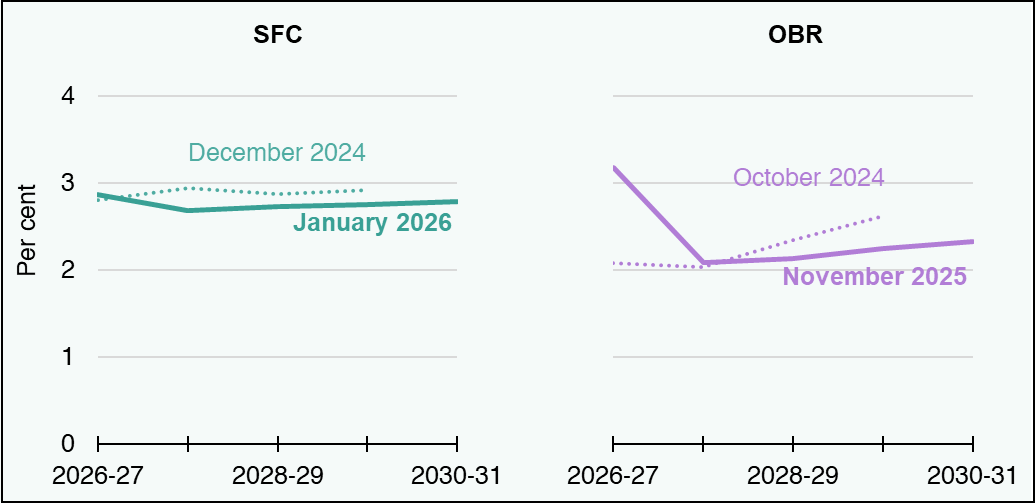 SFC
OBR
Per cent
4
3
2
1
0
December 2024
January 2026
October 2024
November 2025
2026-27
2028-29
2030-31
2026-27
2028-29
2030-31